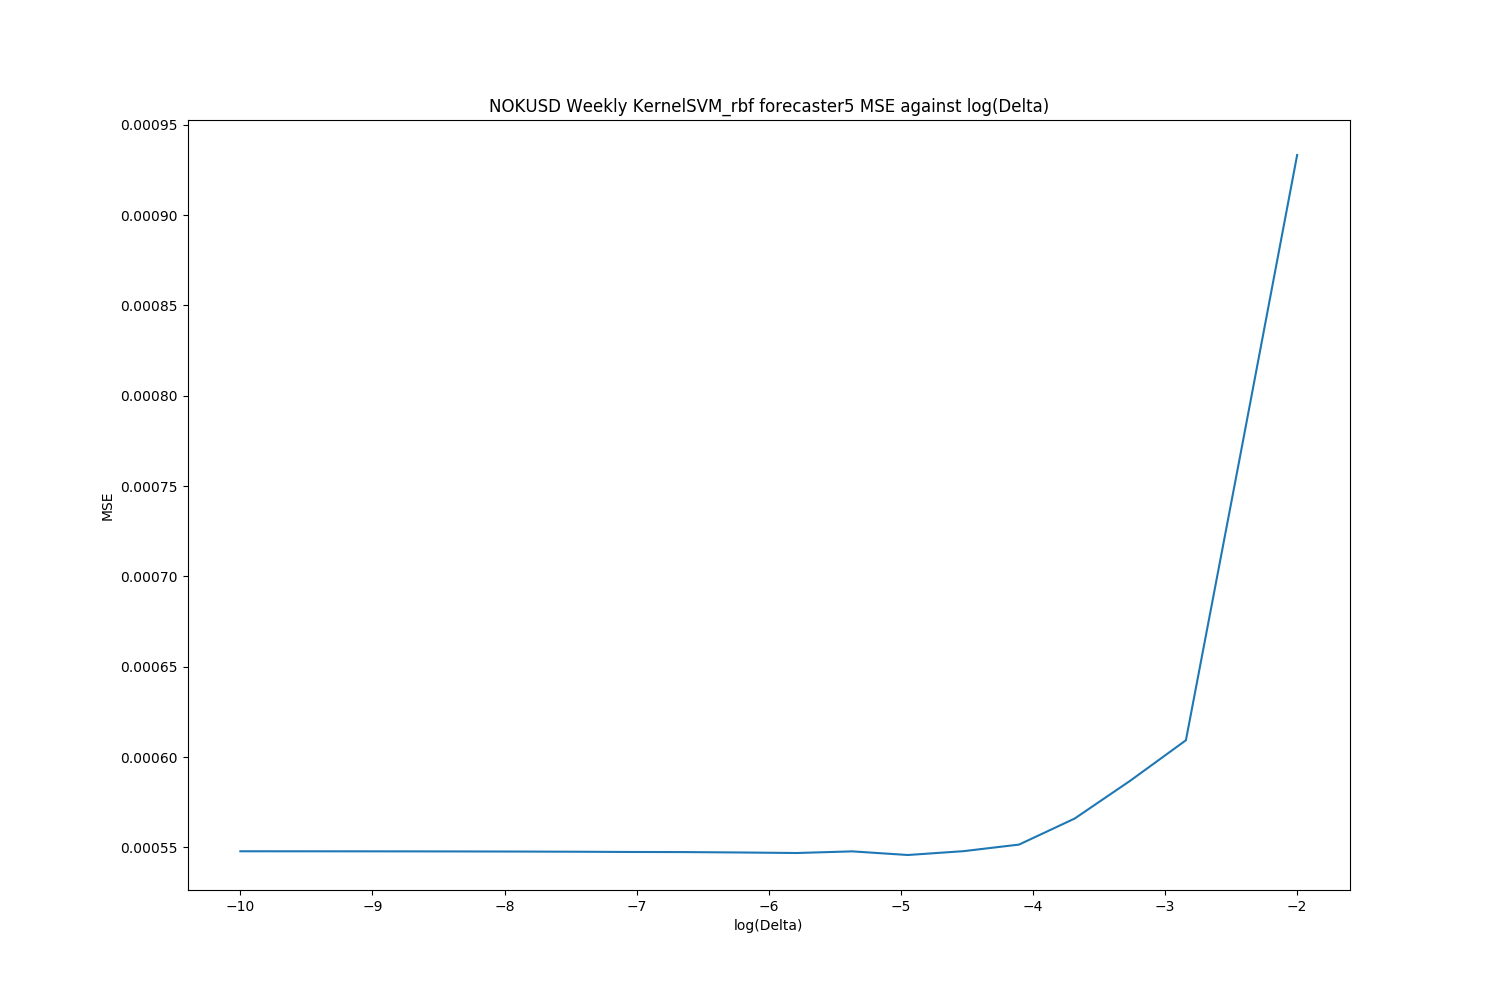 NOKUSD Weekly KernelSVM_rbf forecaster5 MSE against log(Delta)
0.00095
0.00090
0.00085
0.00080
0.00075
0.00070
0.00065
0.00060
0.00055
MSE
−10 −9 −8 −7 −6 −5 −4 −3 −2
log(Delta)